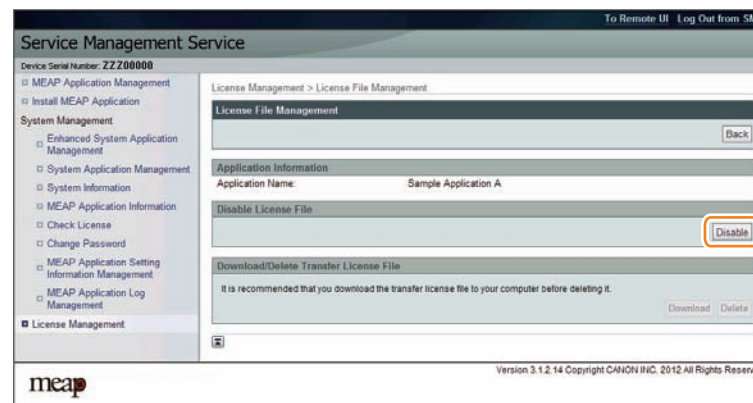 To Remote UI Log Out from SM
Service Management Service
Device Serial Number: ZZZ00000
MEAP Application Management
Install MEAP Application
System Management
Enhanced System Application
Management
System Application Management
System Information
MEAP Application Information
Check License
Change Password
MEAP Application Setting
Information Management
MEAP Application Log
Management
License Management
License Management > License File Management
License File Management
Back
Application Information
Application Name: Sample Application A
Disable License File
Disable
Download/Delete Transfer License File
It is recommended that you download the transfer license file to your computer before deleting it.
Download Delete
meap
Version 3.1.2.14 Copyright CANON INC. 2012 All Rights Reserv